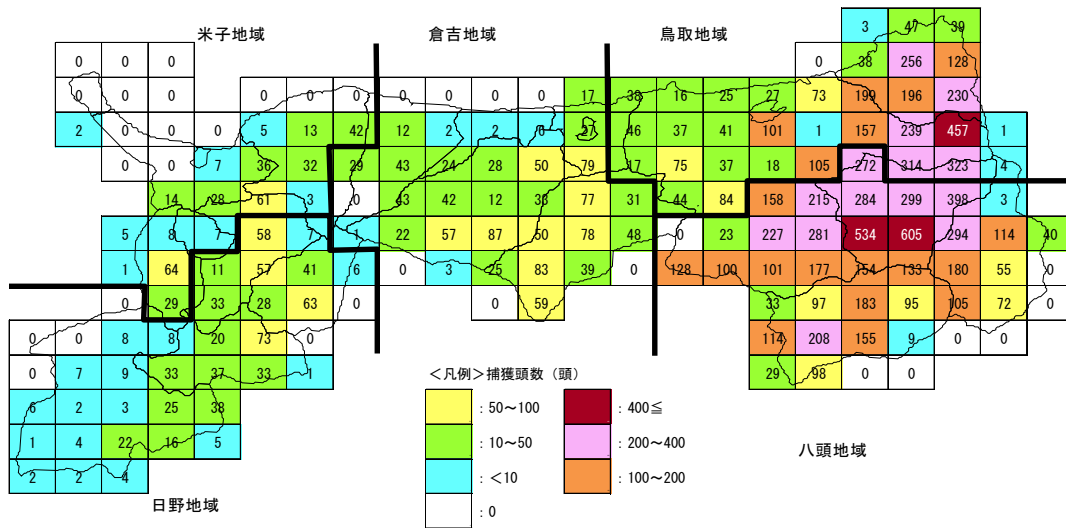 3 47 39
米子地域 倉吉地域 鳥取地域
0 0 0 0 38 256 128
0 0 0 0 0 0 0 0 0 0 17 38 16 25 27 73 199 196 230
2 0 0 0 5 13 42 12 2 2 27 46 37 41 101 1 157 239 457 1
0 0 7 36 32 29 43 24 28 50 79 17 75 37 18 105 272 314 323 4
14 28 61 3 0 43 42 12 33 77 31 44 84 158 215 284 299 398 3
5 8 7 58 7 1 22 57 87 50 78 48 0 23 227 281 534 605 294 114 40
1 64 11 57 41 6 0 3 25 83 39 0 128 100 101 177 154 133 180 55 0
0 29 33 28 63 0 0 59 33 97 183 95 105 72 0
0 0 8 8 20 73 0 114 208 155 9 0 0
0 7 9 33 37 33 1 29 98 0 0
6 2 3 25 38
1 4 22 16 5
2 2 4
<凡例>捕獲頭数（頭）
：50～100
：10～50
：<10
：0
：400≦
：200～400
：100～200
八頭地域
日野地域